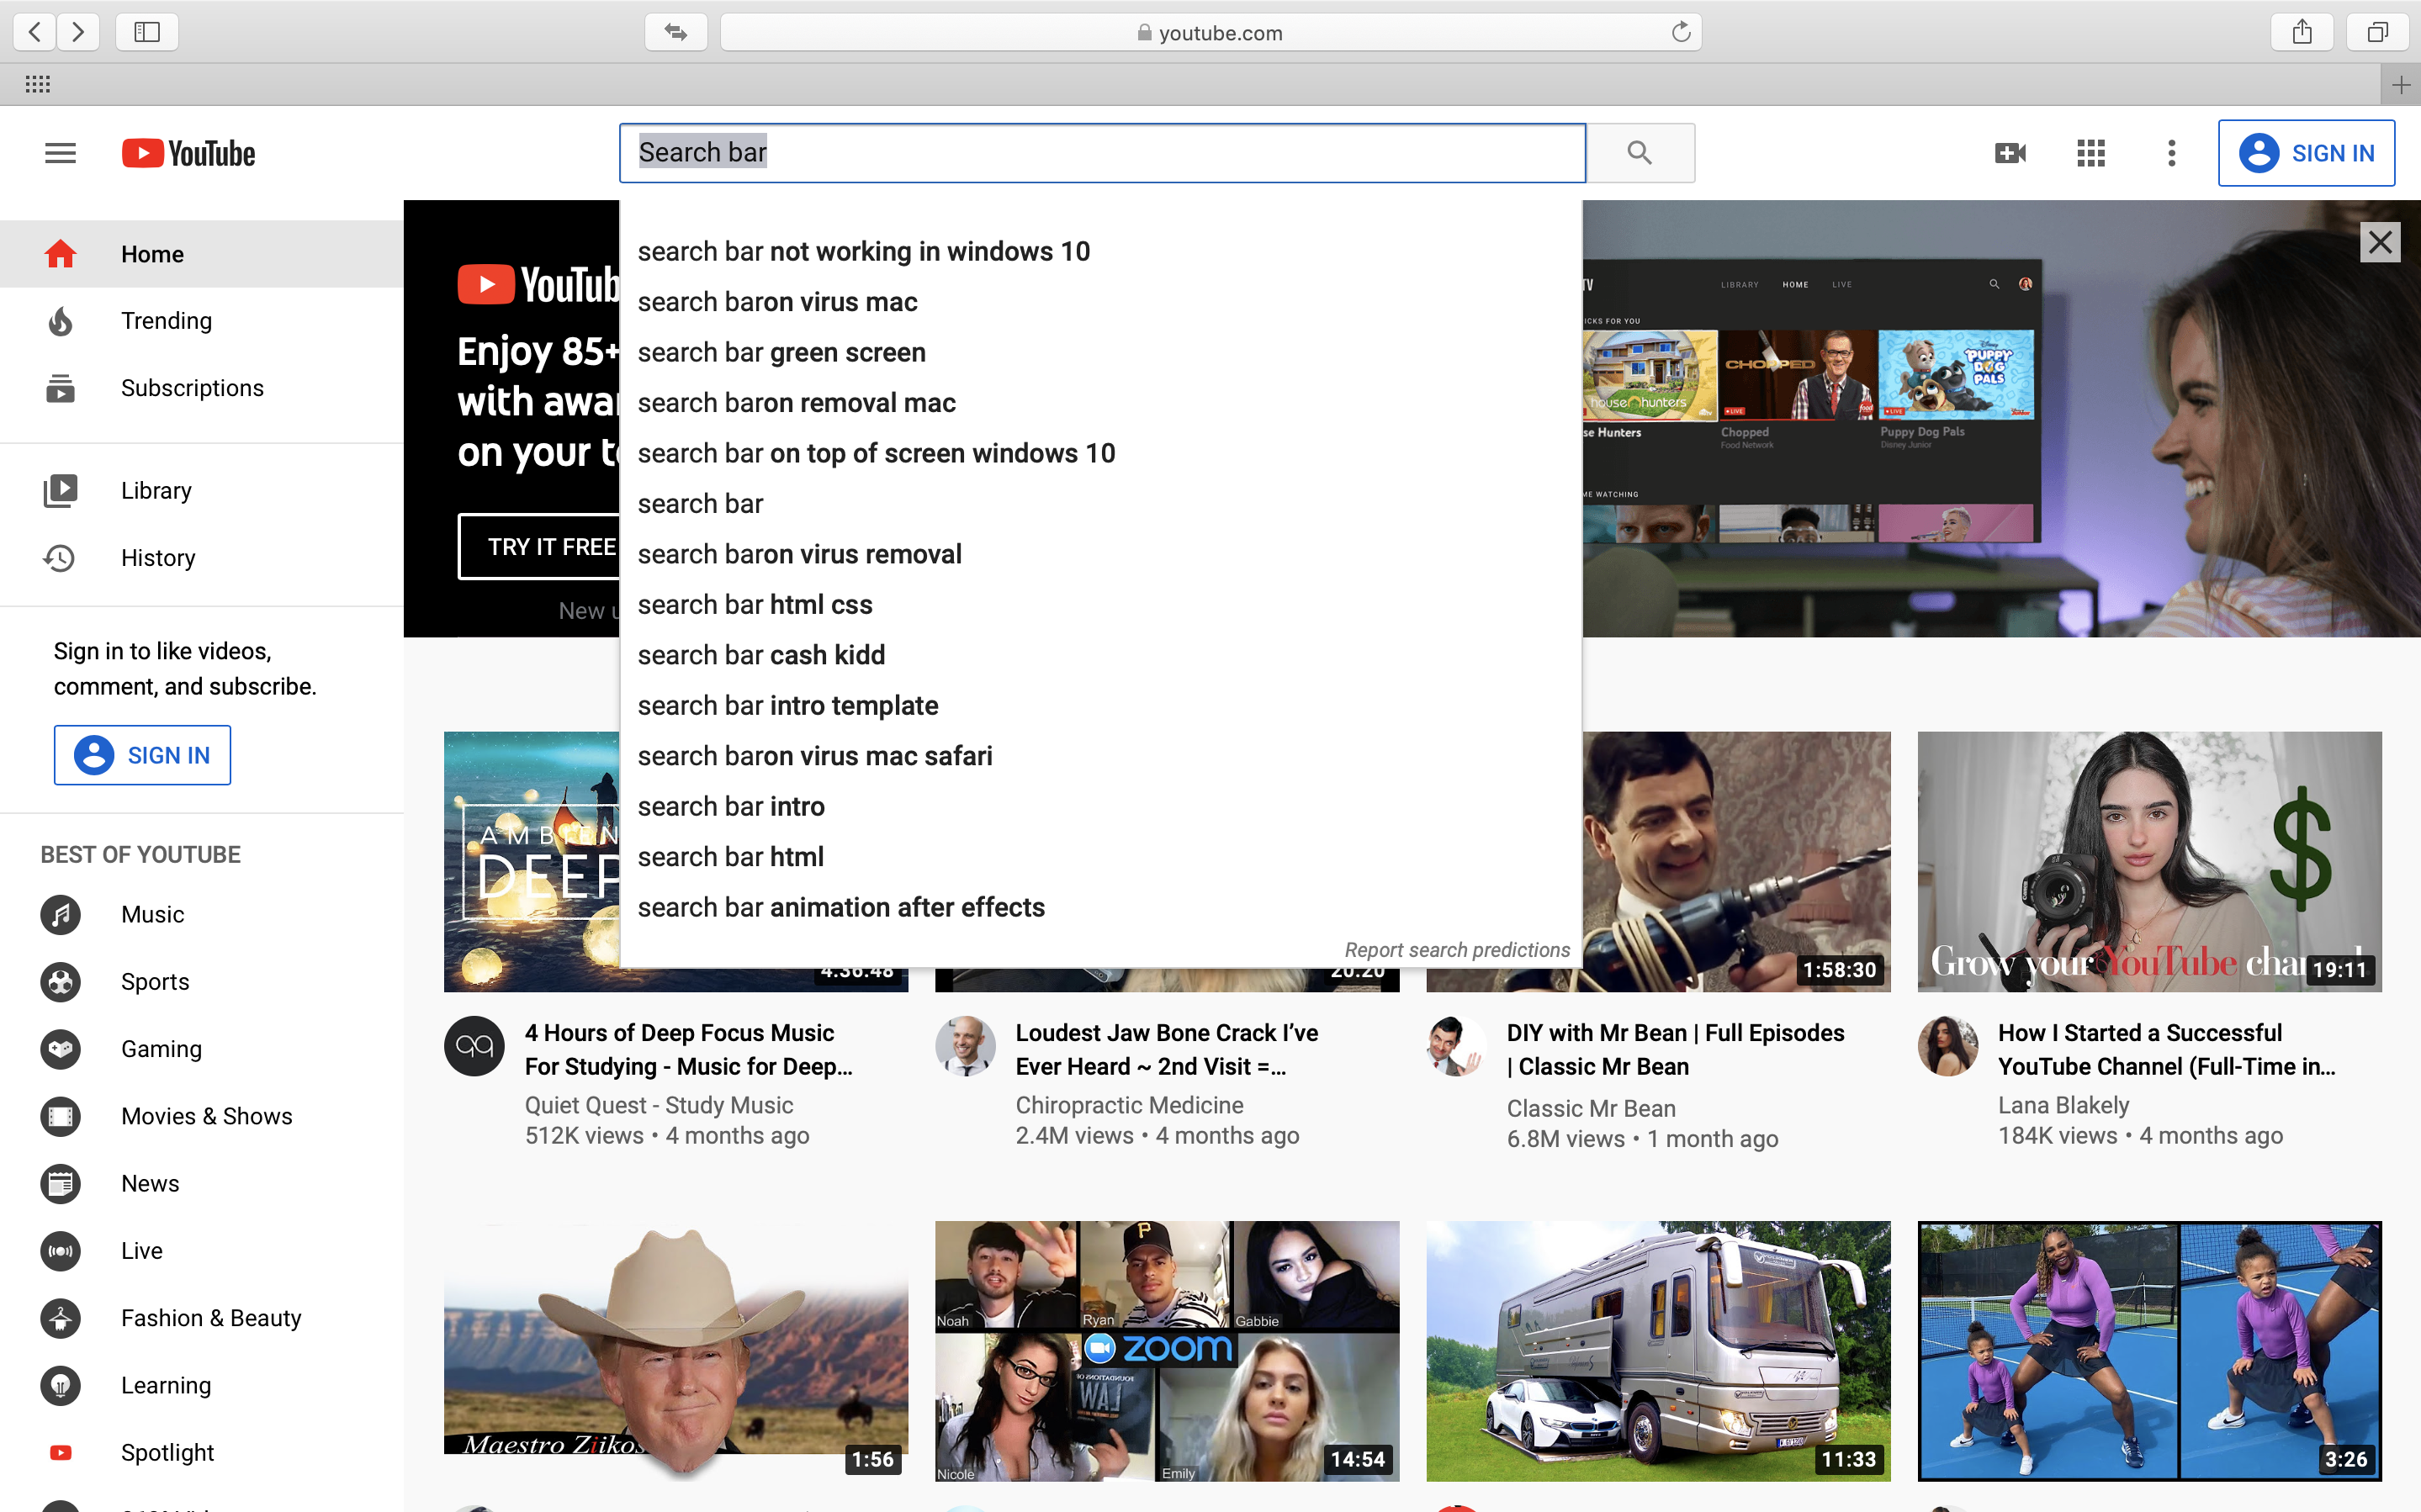 youtube.com
YouTube
Search bar
SIGN IN
Home
Trending
Subscriptions
Library
History
Sign in to like videos,
comment, and subscribe.
SIGN IN
BEST OF YOUTUBE
Music
Sports
Gaming
Movies & Shows
News
Live
Fashion & Beauty
Learning
Spotlight
YouTub
Enjoy 85+
with awa
on your t
TRY IT FREE
New u
search bar not working in windows 10
search baron virus mac
search bar green screen
search baron removal mac
search bar on top of screen windows 10
search bar
search baron virus removal
search bar html css
search bar cash kidd
search bar intro template
search baron virus mac safari
search bar intro
search bar html
search bar animation after effects
Report search predictions
TV
LIBRARY HOME LIVE
ICKS FOR YOU
house hunters
CHOPPED
LIVE
food
Disney
PUPPY
DOG
PALS
LIVE
se Hunters
Chopped
Food Network
Puppy Dog Pals
Disney Junior
ME WATCHING
AMBIEN
DEEP
4:36:48
20:20
1:58:30
$
Grow your YouTube channel
19:11
4 Hours of Deep Focus Music
For Studying - Music for Deep...
Quiet Quest - Study Music
512K views • 4 months ago
Loudest Jaw Bone Crack I’ve
Ever Heard ~ 2nd Visit =...
Chiropractic Medicine
2.4M views • 4 months ago
DIY with Mr Bean | Full Episodes
| Classic Mr Bean
Classic Mr Bean
6.8M views • 1 month ago
How I Started a Successful
YouTube Channel (Full-Time in...
Lana Blakely
184K views • 4 months ago
Maestro Ziikos
1:56
Noah
Ryan
Gabbie
P
zoom
FOUNDATIONS OF
LAW
Nicole
Emily
14:54
11:33
3:26